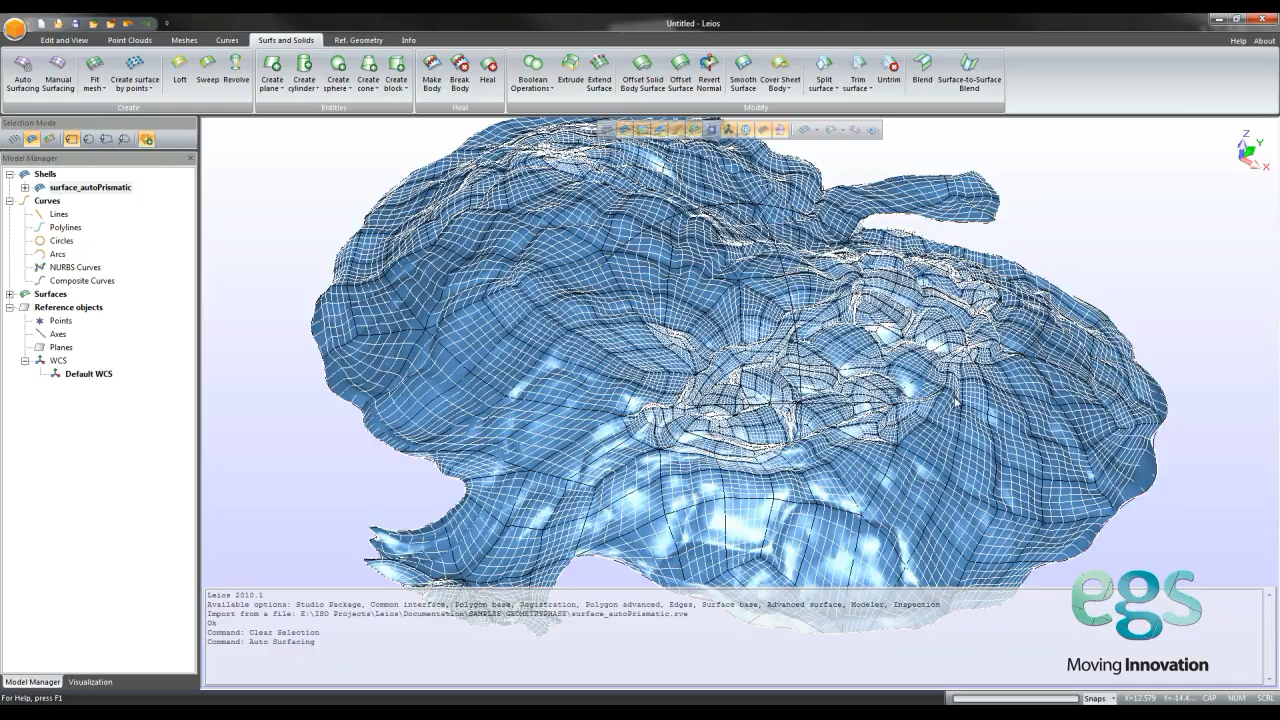 Untitled - Leios
Edit and View Point Clouds Meshes Curves Surfs and Solids Ref. Geometry Info Help About
Auto Surfacing
Manual Surfacing
Fit mesh
Create surface by points
Loft
Sweep
Revolve
Create plane
Create cylinder
Create sphere
Create cone
Create block
Make Body
Break Body
Heal
Boolean Operations
Extrude
Extend Surface
Offset Solid Body Surface
Offset Surface
Revert Normal
Smooth Surface
Cover Sheet Body
Split surface
Trim surface
Untrim
Blend
Surface-to-Surface Blend
Create Entities Heal Modify
Selection Mode
Model Manager
Shells
surface_autoPrismatic
Curves
Lines
Polylines
Circles
Arcs
NURBS Curves
Composite Curves
Surfaces
Reference objects
Points
Axes
Planes
WCS
Default WCS
Z
Y
X
Leios 2010.1
Available options: Studio Package, Common interface, Polygon base, Registration, Polygon advanced, Edges, Surface base, Advanced surface, Modeler, Inspection
Import from a file: E:\ISO Projects\Leios\Documentation\SAMPLES\GEOMETRYPHASE\surface_autoPrismatic.rve
Ok
Command: Clear Selection
Command: Auto Surfacing
egs
Moving Innovation
Model Manager Visualization
For Help, press F1
Snaps X=12.579 Y=-14.4... CAP NUM SCRL